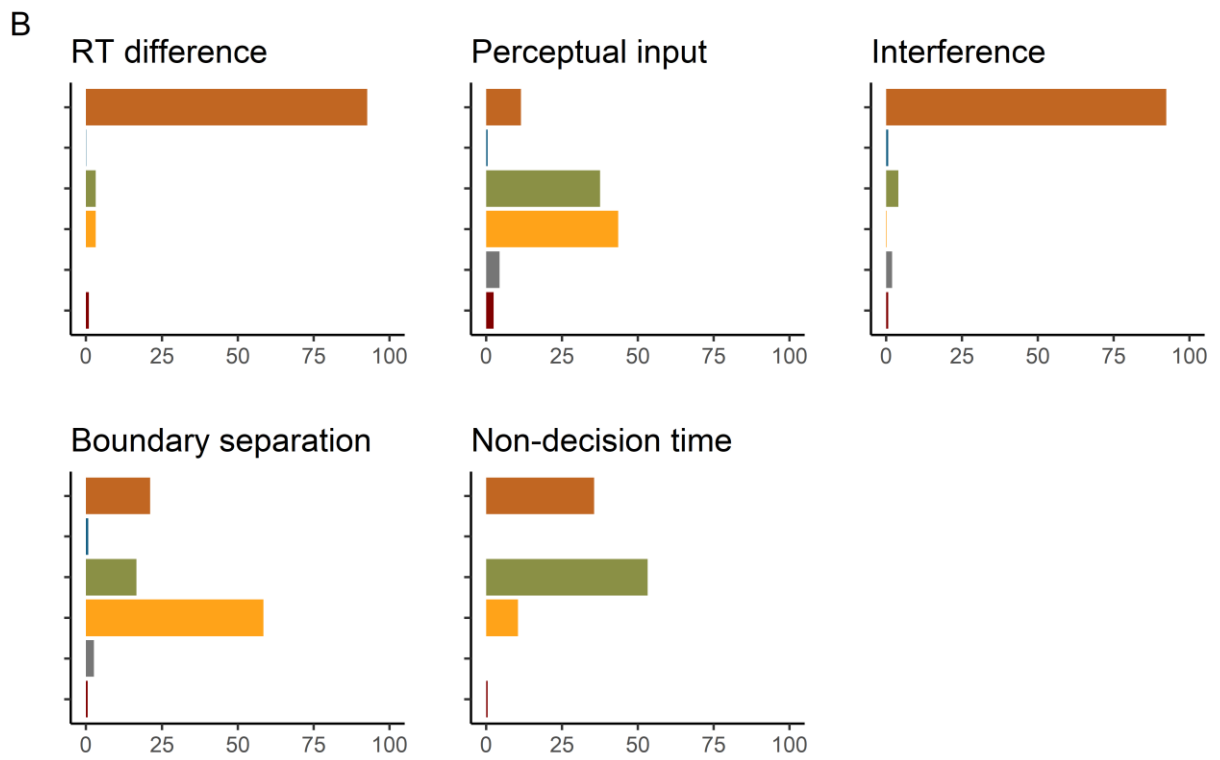 B
RT difference
Perceptual input
Interference
0 25 50 75 100
0 25 50 75 100
0 25 50 75 100
Boundary separation
Non-decision time
0 25 50 75 100
0 25 50 75 100